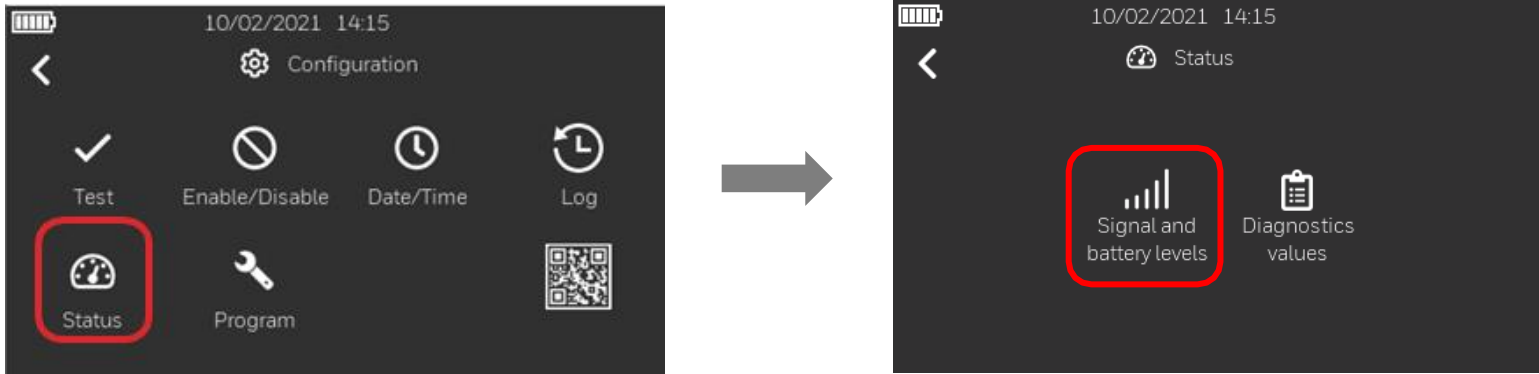 10/02/2021 14:15
Configuration
Test
Enable/Disable
Date/Time
Log
Status
Program
10/02/2021 14:15
Status
Signal and
battery levels
Diagnostics
values